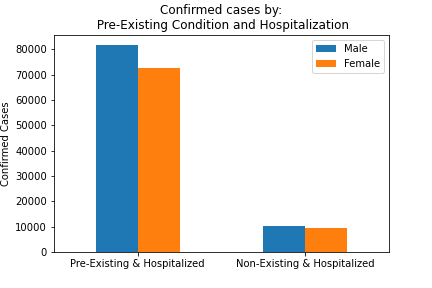 Confirmed cases by:
Pre-Existing Condition and Hospitalization
Male
Female
Confirmed Cases
80000
70000
60000
50000
40000
30000
20000
10000
0
Pre-Existing & Hospitalized
Non-Existing & Hospitalized